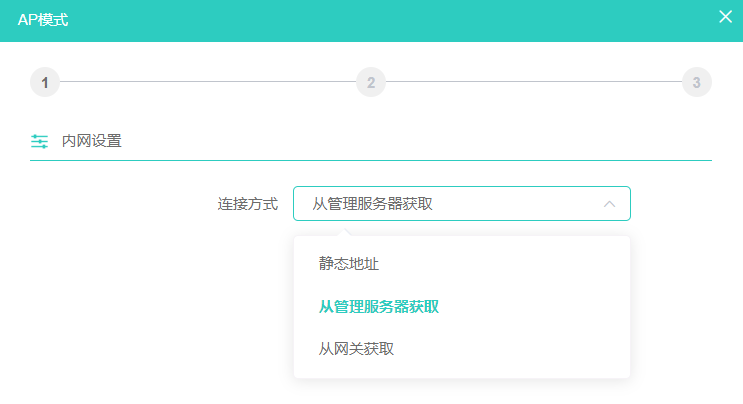 AP模式
1
2
3
内网设置
连接方式 从管理服务器获取
静态地址
从管理服务器获取
从网关获取